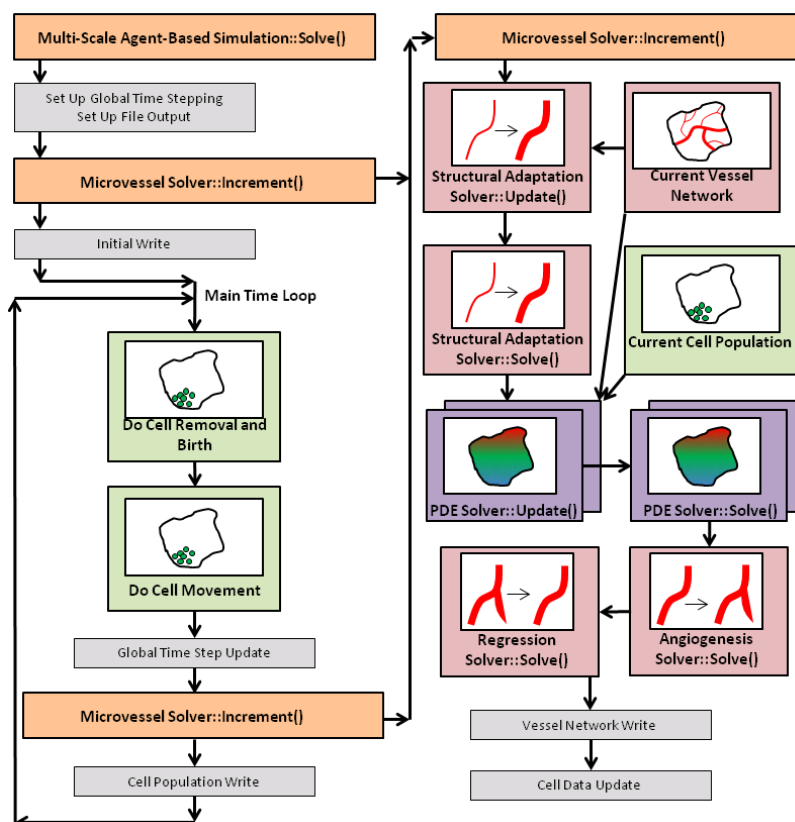 Multi-Scale Agent-Based Simulation::Solve()
Set Up Global Time Stepping
Set Up File Output
Microvessel Solver::Increment()
Initial Write
Main Time Loop
Do Cell Removal and
Birth
Do Cell Movement
Global Time Step Update
Microvessel Solver::Increment()
Cell Population Write
Microvessel Solver::Increment()
Structural Adaptation
Solver::Update()
Current Vessel
Network
Structural Adaptation
Solver::Solve()
Current Cell Population
PDE Solver::Update()
PDE Solver::Solve()
Regression
Solver::Solve()
Angiogenesis
Solver::Solve()
Vessel Network Write
Cell Data Update